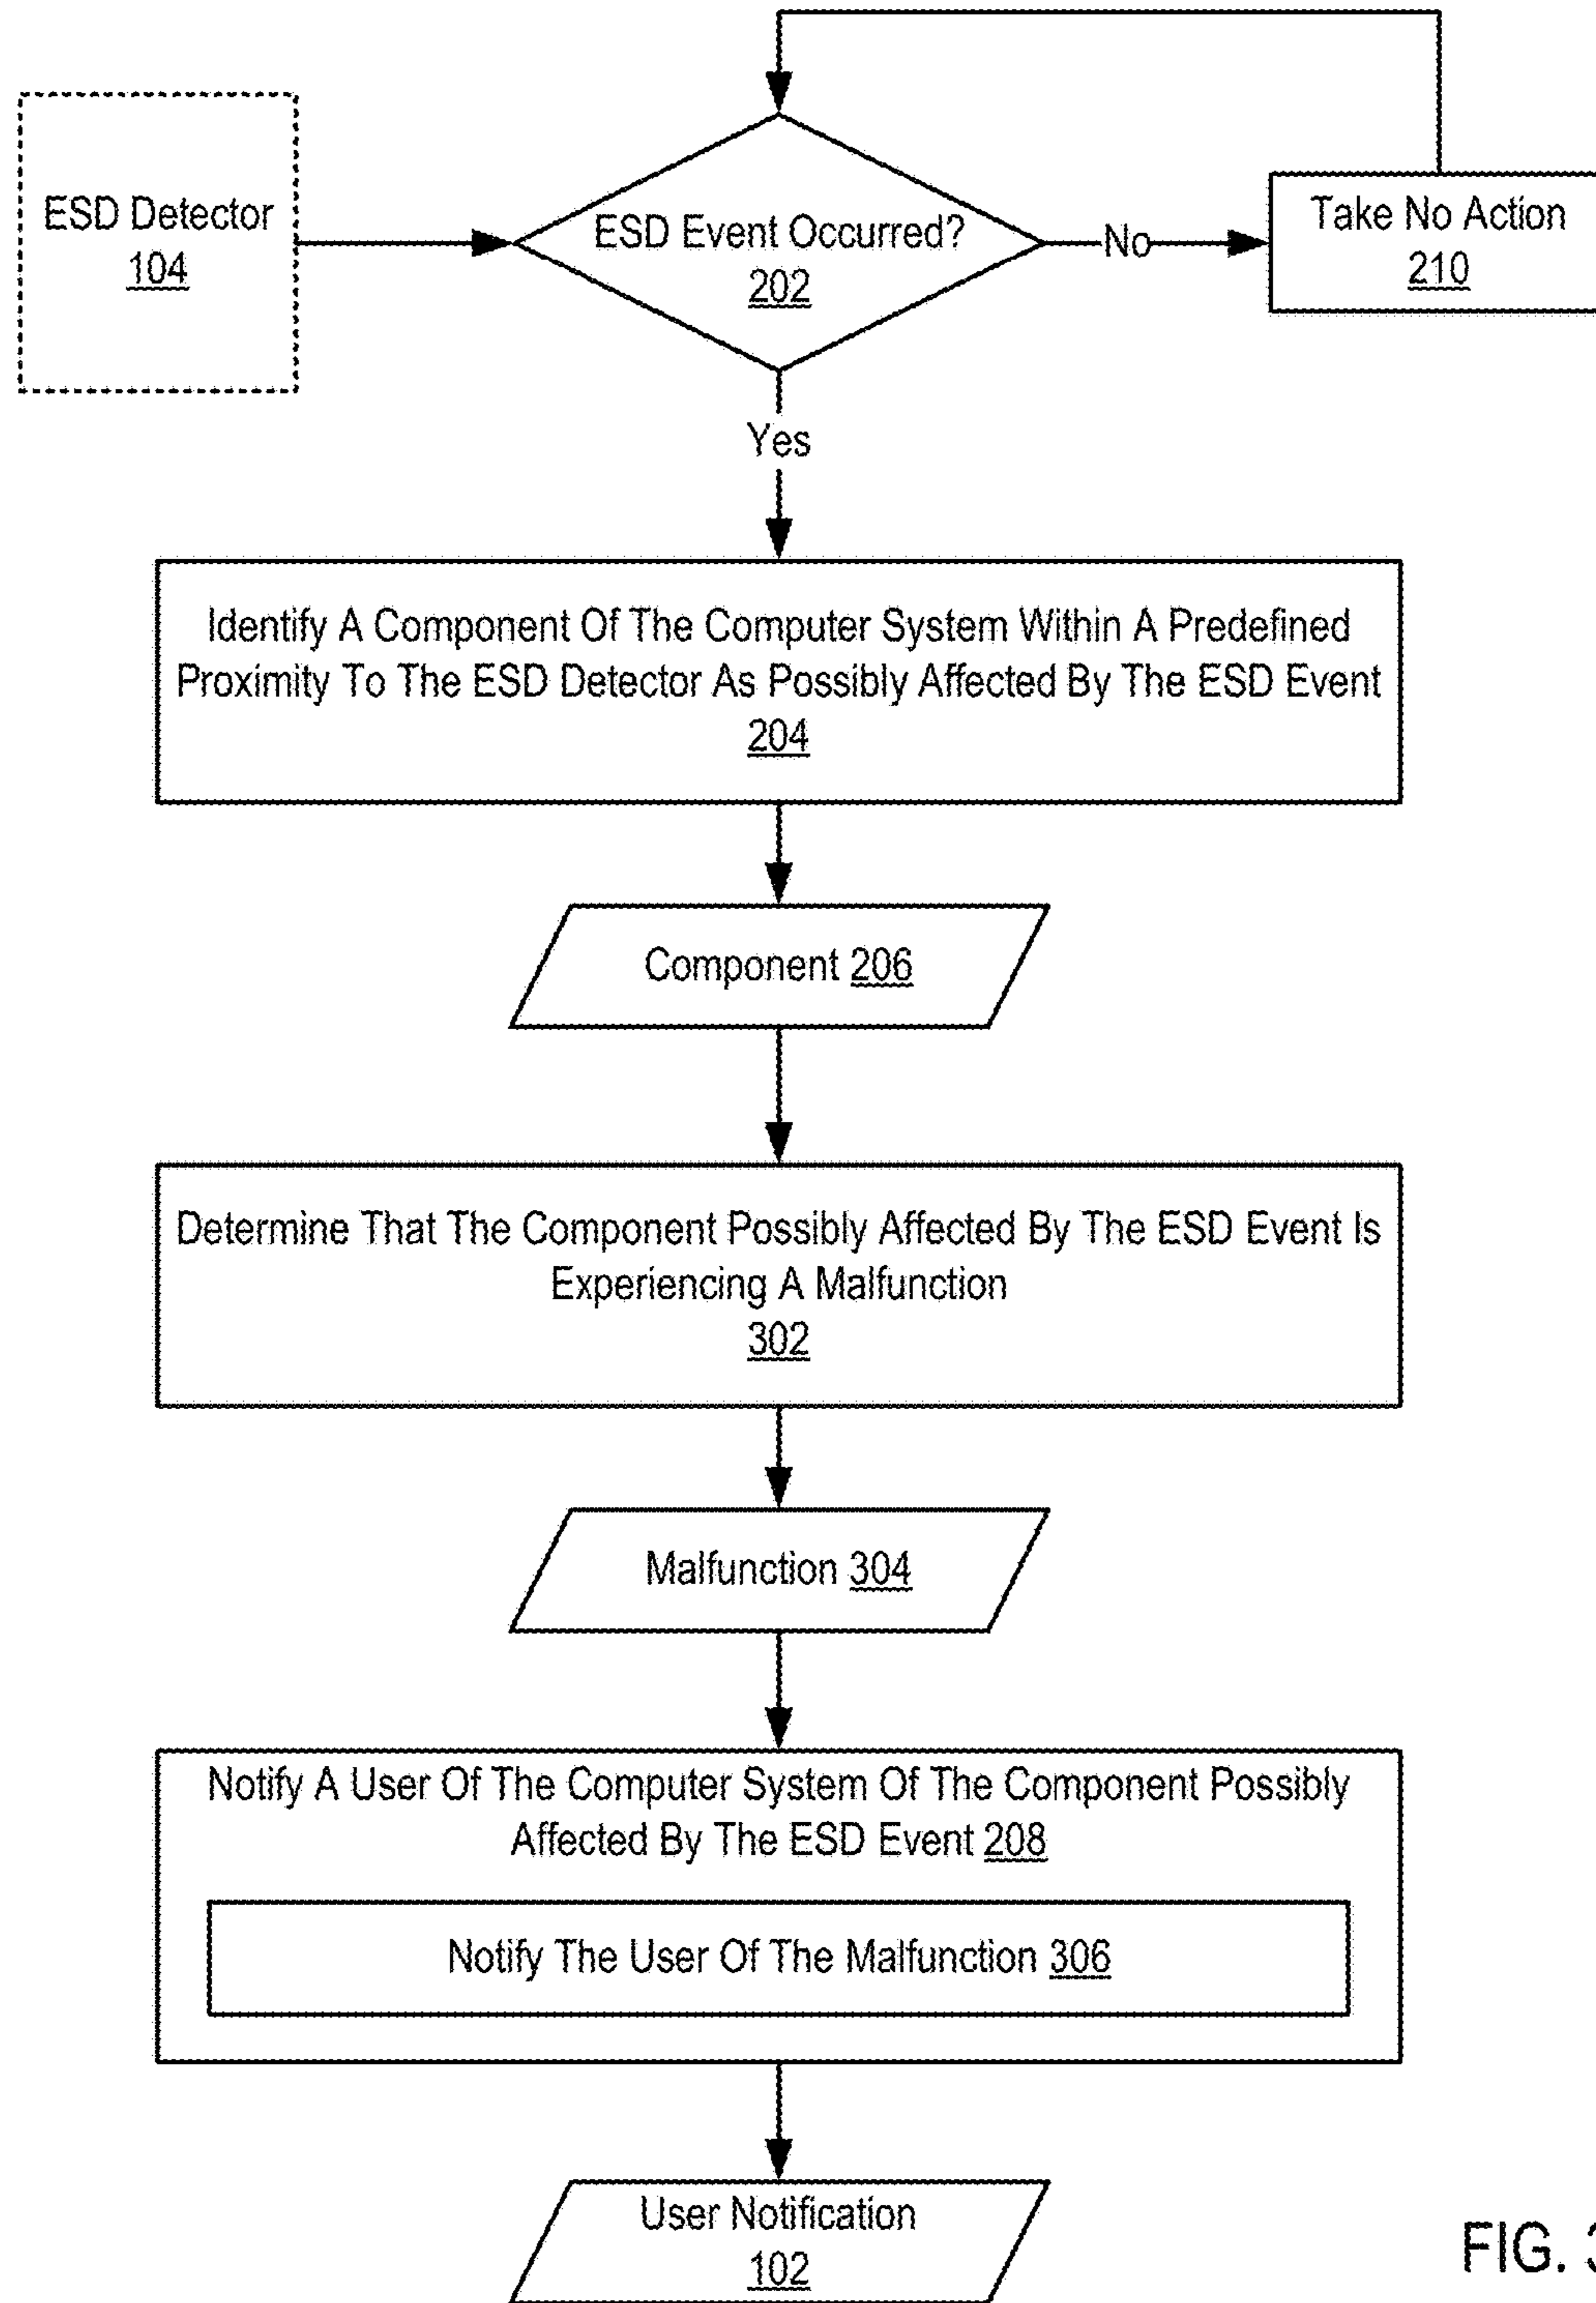 ESD Detector
104
ESD Event Occurred?
202
No
Take No Action
210
Yes
Identify A Component Of The Computer System Within A Predefined
Proximity To The ESD Detector As Possibly Affected By The ESD Event
204
Component 206
Determine That The Component Possibly Affected By The ESD Event Is
Experiencing A Malfunction
302
Malfunction 304
Notify A User Of The Computer System Of The Component Possibly
Affected By The ESD Event 208
Notify The User Of The Malfunction 306
User Notification
102
FIG. 3